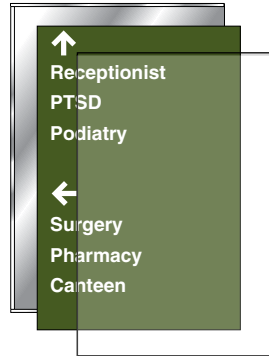 Receptionist
PTSD
Podiatry
Surgery
Pharmacy
Canteen